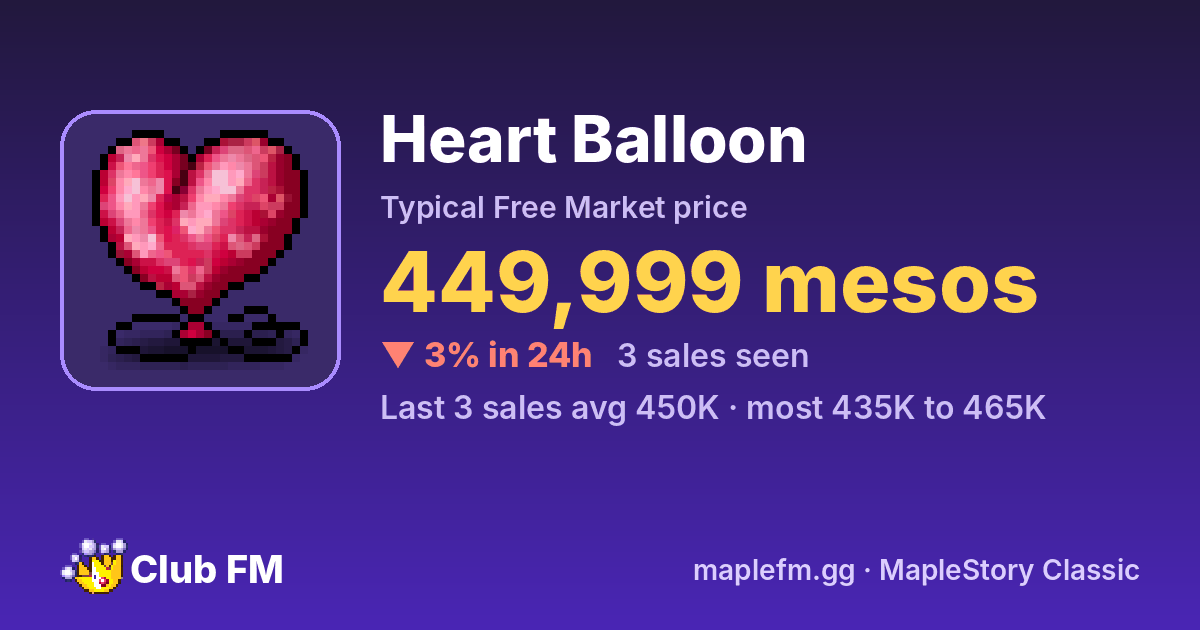 Heart Balloon
Typical Free Market price
449,999 mesos
▼ 3% in 24h 3 sales seen
Last 3 sales avg 450K · most 435K to 465K
Club FM
maplefm.gg · MapleStory Classic